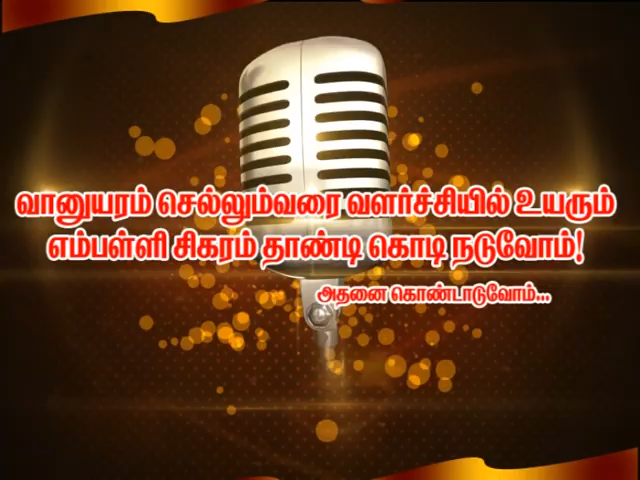 வானுயரம் செல்லும்வரை வளர்ச்சியில் உயரும்
எம்பள்ளி சிகரம் தாண்டி கொடி நடுவோம்!
அதனை கொண்டாடுவோம்...